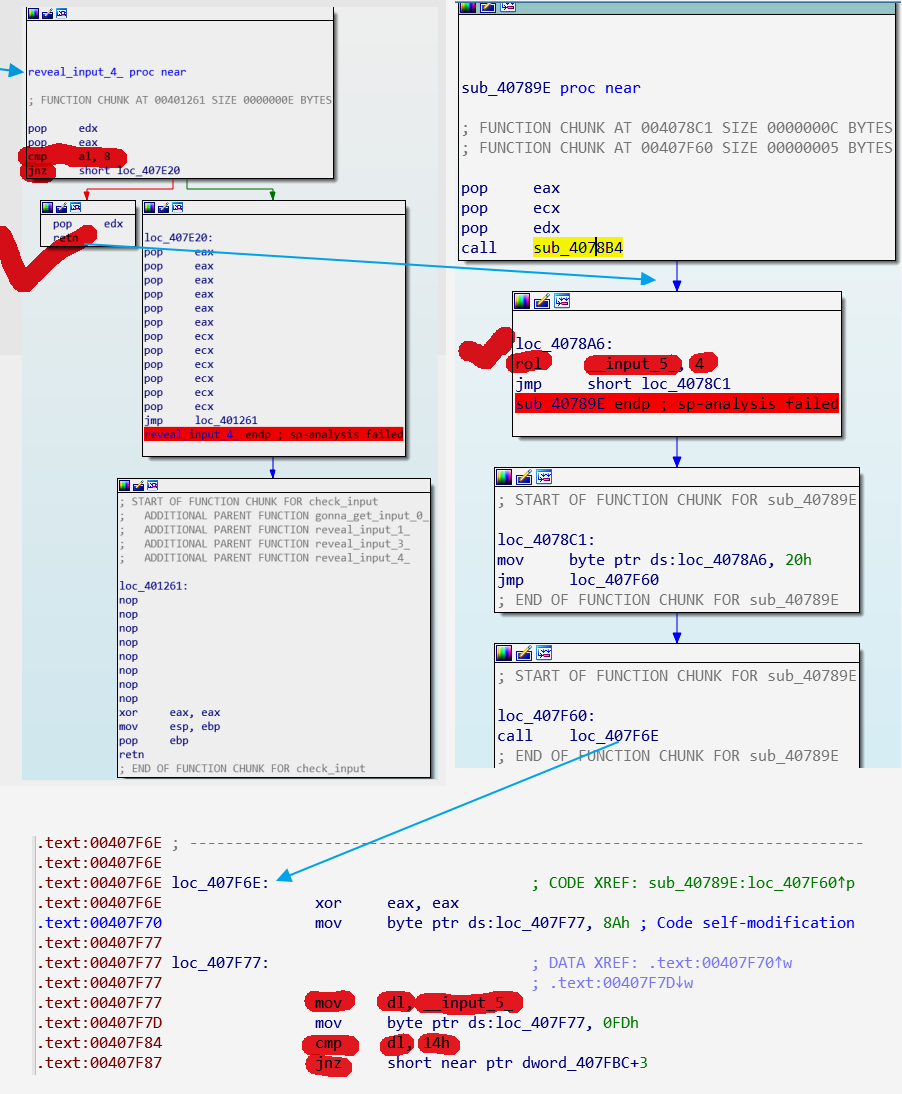 reveal_input_4_ proc near
; FUNCTION CHUNK AT 00401261 SIZE 0000000E BYTES
pop edx
pop eax
cmp al, 8
jnz short loc_407E20
pop edx
retn
loc_407E20:
pop eax
pop eax
pop eax
pop eax
pop eax
pop eax
pop ecx
pop ecx
pop ecx
pop ecx
pop ecx
pop ecx
jmp loc_401261
reveal_input_4_ endp ; sp-analysis failed
; START OF FUNCTION CHUNK FOR check_input
; ADDITIONAL PARENT FUNCTION gonna_get_input_0_
; ADDITIONAL PARENT FUNCTION reveal_input_1_
; ADDITIONAL PARENT FUNCTION reveal_input_3_
; ADDITIONAL PARENT FUNCTION reveal_input_4_
loc_401261:
nop
nop
nop
nop
nop
nop
nop
nop
xor eax, eax
mov esp, ebp
pop ebp
retn
; END OF FUNCTION CHUNK FOR check_input
sub_40789E proc near
; FUNCTION CHUNK AT 004078C1 SIZE 0000000C BYTES
; FUNCTION CHUNK AT 00407F60 SIZE 00000005 BYTES
pop eax
pop ecx
pop edx
call sub_4078B4
loc_4078A6:
rol __input_5_, 4
jmp short loc_4078C1
sub_40789E endp ; sp-analysis failed
; START OF FUNCTION CHUNK FOR sub_40789E
loc_4078C1:
mov byte ptr ds:loc_4078A6, 20h
jmp loc_407F60
; END OF FUNCTION CHUNK FOR sub_40789E
; START OF FUNCTION CHUNK FOR sub_40789E
loc_407F60:
call loc_407F6E
; END OF FUNCTION CHUNK FOR sub_40789E
.text:00407F6E ; ---------------------------------------------------------------------------
.text:00407F6E
.text:00407F6E loc_407F6E: ; CODE XREF: sub_40789E:loc_407F60↑p
.text:00407F6E xor eax, eax
.text:00407F70 mov byte ptr ds:loc_407F77, 8Ah ; Code self-modification
.text:00407F77
.text:00407F77 loc_407F77: ; DATA XREF: .text:00407F70↑w
.text:00407F77 ; .text:00407F7D↓w
.text:00407F77 mov dl, __input_5_
.text:00407F7D mov byte ptr ds:loc_407F77, 0FDh
.text:00407F84 cmp dl, 14h
.text:00407F87 jnz short near ptr dword_407FBC+3